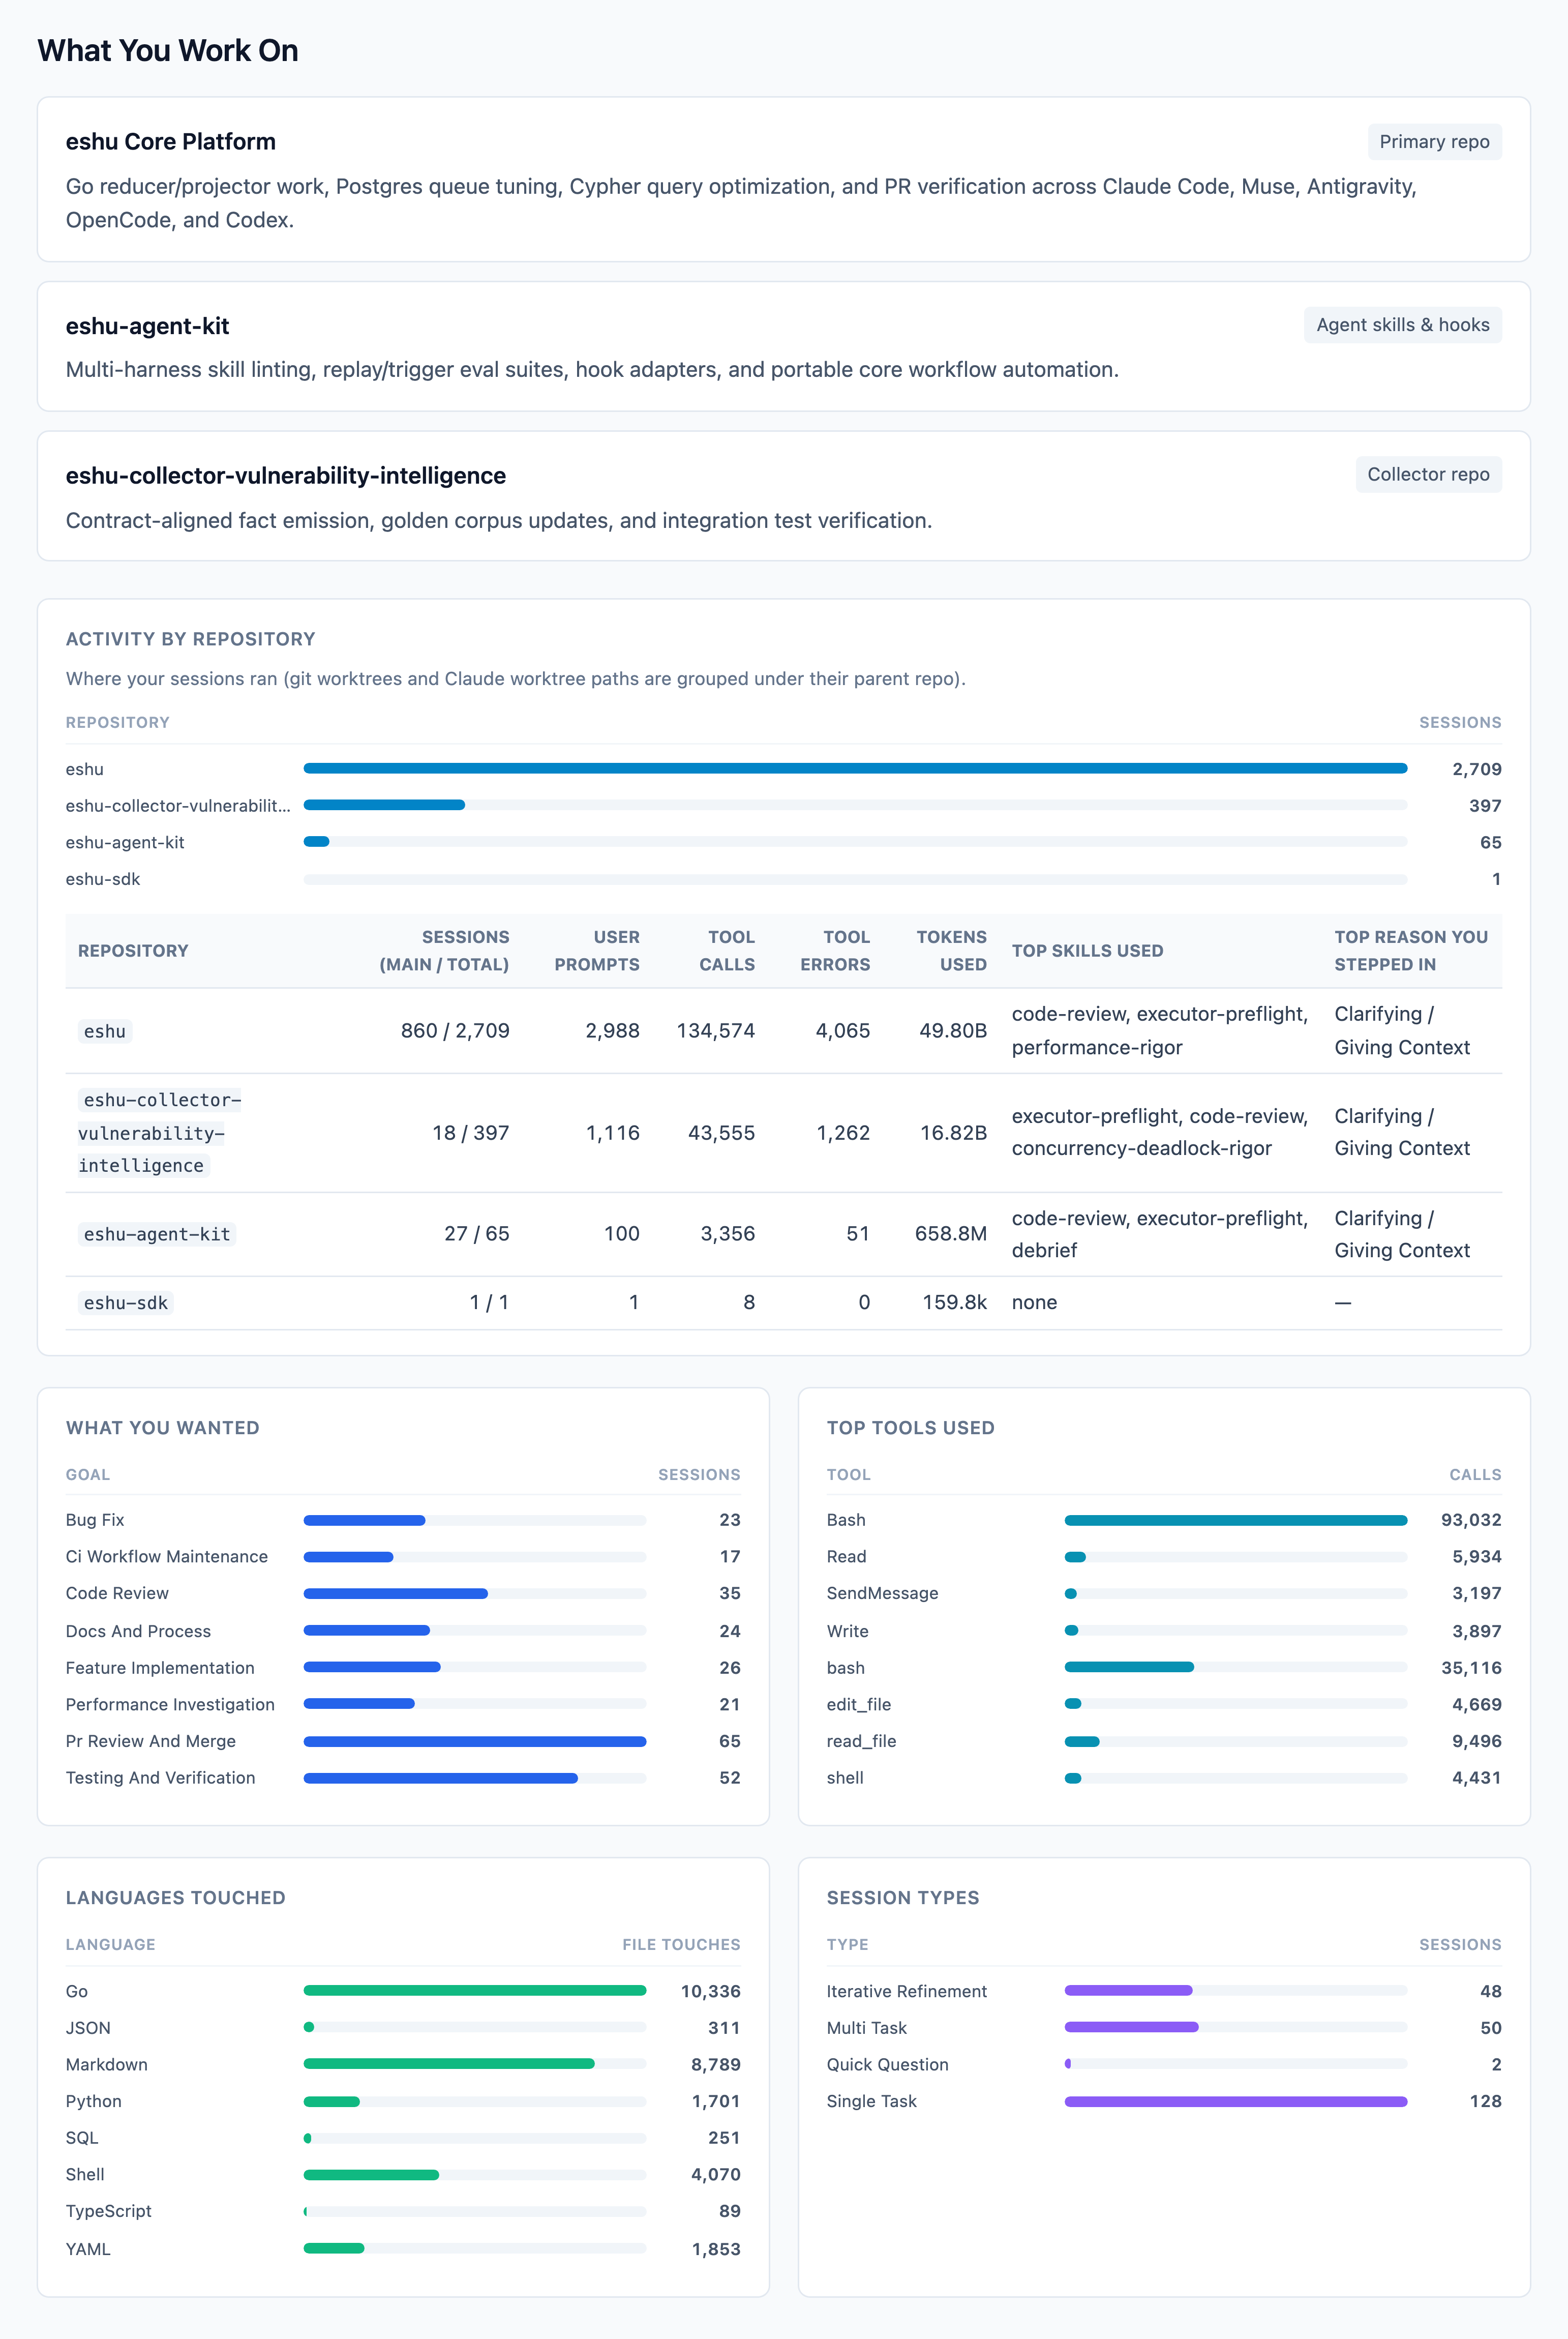 What You Work On
eshu Core Platform
Primary repo
Go reducer/projector work, Postgres queue tuning, Cypher query optimization, and PR verification across Claude Code, Muse, Antigravity,
OpenCode, and Codex.
eshu-agent-kit
Agent skills & hooks
Multi-harness skill linting, replay/trigger eval suites, hook adapters, and portable core workflow automation.
eshu-collector-vulnerability-intelligence
Collector repo
Contract-aligned fact emission, golden corpus updates, and integration test verification.
ACTIVITY BY REPOSITORY
Where your sessions ran (git worktrees and Claude worktree paths are grouped under their parent repo).
REPOSITORY SESSIONS
eshu 2,709
eshu-collector-vulnerabilit... 397
eshu-agent-kit 65
eshu-sdk 1
REPOSITORY SESSIONS (MAIN / TOTAL) USER PROMPTS TOOL CALLS TOOL ERRORS TOKENS USED TOP SKILLS USED TOP REASON YOU STEPPED IN
eshu 860 / 2,709 2,988 134,574 4,065 49.80B code-review, executor-preflight, performance-rigor Clarifying / Giving Context
eshu-collector-vulnerability-intelligence 18 / 397 1,116 43,555 1,262 16.82B executor-preflight, code-review, concurrency-deadlock-rigor Clarifying / Giving Context
eshu-agent-kit 27 / 65 100 3,356 51 658.8M code-review, executor-preflight, debrief Clarifying / Giving Context
eshu-sdk 1 / 1 1 8 0 159.8k none —
WHAT YOU WANTED
GOAL SESSIONS
Bug Fix 23
Ci Workflow Maintenance 17
Code Review 35
Docs And Process 24
Feature Implementation 26
Performance Investigation 21
Pr Review And Merge 65
Testing And Verification 52
TOP TOOLS USED
TOOL CALLS
Bash 93,032
Read 5,934
SendMessage 3,197
Write 3,897
bash 35,116
edit_file 4,669
read_file 9,496
shell 4,431
LANGUAGES TOUCHED
LANGUAGE FILE TOUCHES
Go 10,336
JSON 311
Markdown 8,789
Python 1,701
SQL 251
Shell 4,070
TypeScript 89
YAML 1,853
SESSION TYPES
TYPE SESSIONS
Iterative Refinement 48
Multi Task 50
Quick Question 2
Single Task 128